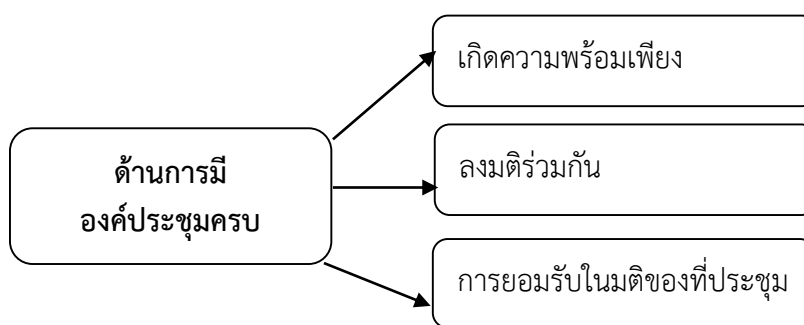 ด้านการมี
องค์ประชุมครบ
เกิดความพร้อมเพียง
ลงมติร่วมกัน
การยอมรับในมติของที่ประชุม